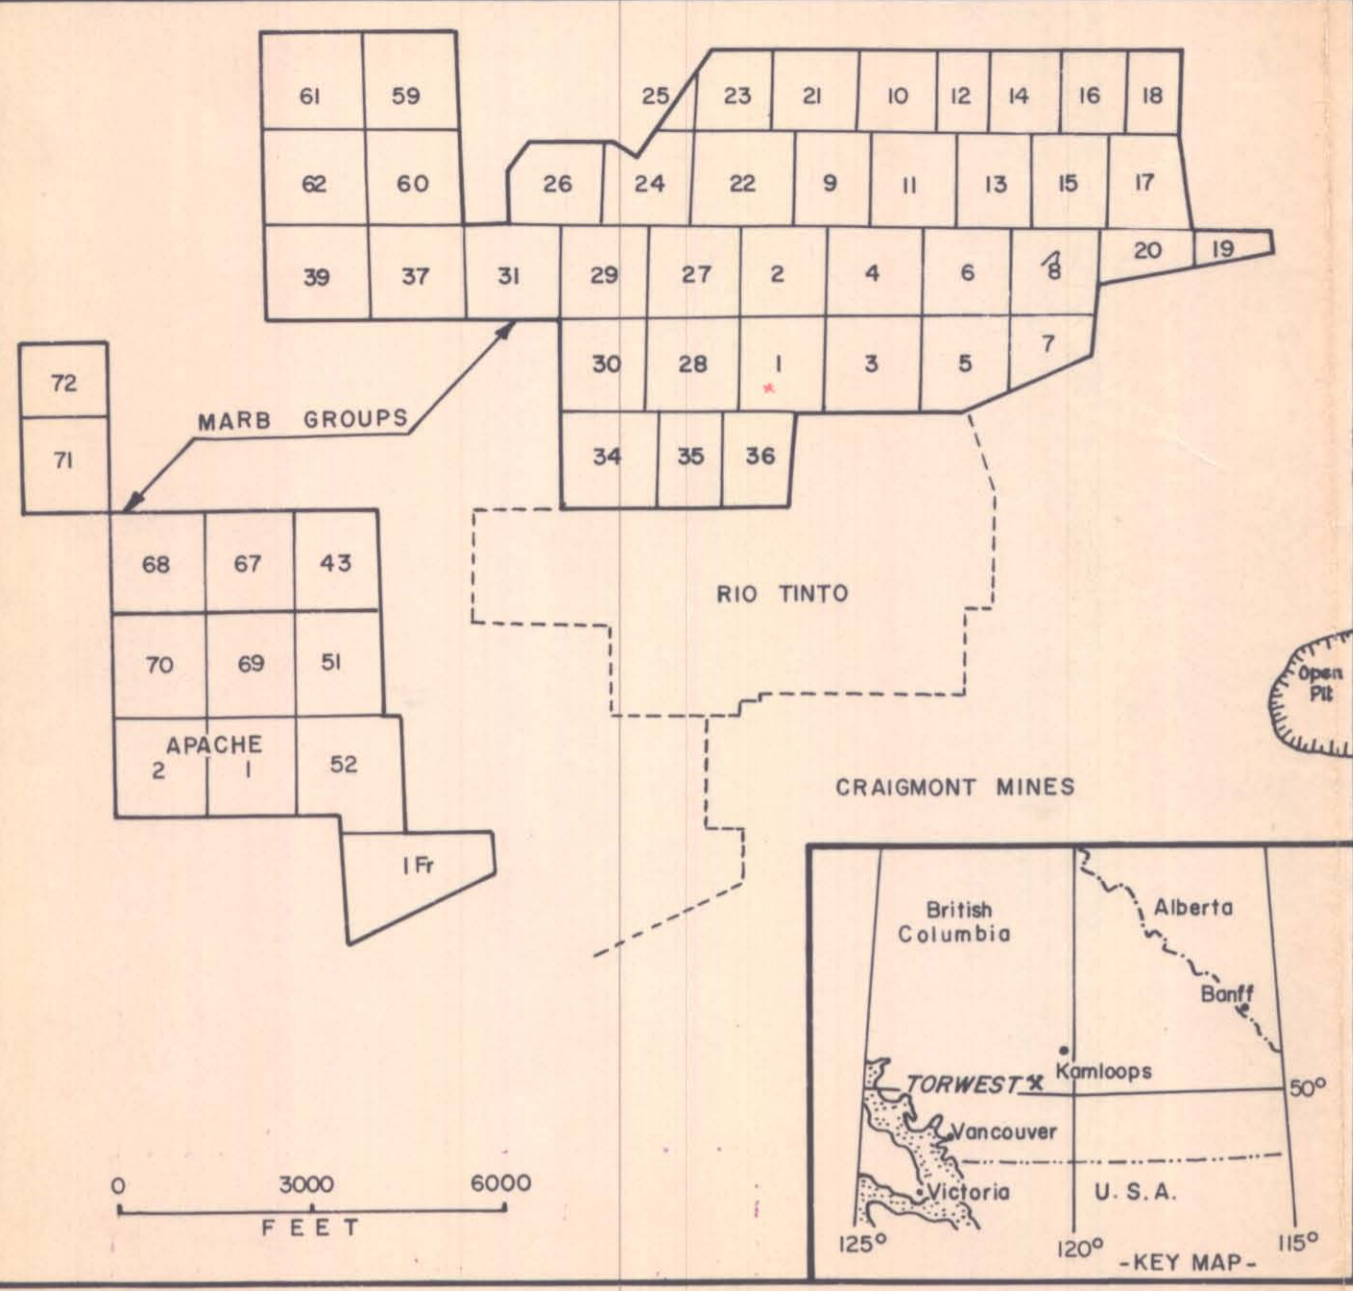 61 59
25 23 21 10 12 14 16 18
62 60 26 24 22 9 11 13 15 17
39 37 31 29 27 2 4 6 8 20 19
30 28 1 3 5 7
72
MARB GROUPS
71
34 35 36
68 67 43
RIO TINTO
70 69 51
Open
Pit
APACHE
2 1 52
CRAIGMONT MINES
1 Fr
British
Columbia
Alberta
Banff
Kamloops
TORWEST
50°
Vancouver
Victoria
U.S.A.
0 3000 6000
FEET
125° 120° 115°
-KEY MAP-